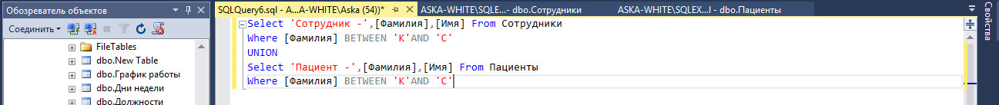 Обозреватель объектов
Соединить
FileTables
dbo.New Table
dbo.График работы
dbo.Дни недели
dbo.Должности
SQLQuery6.sql - A...A-WHITE\Aska (54))*
ASKA-WHITE\SQLE...- dbo.Сотрудники
ASKA-WHITE\SQLEX...l - dbo.Пациенты
Select 'Сотрудник -',[Фамилия],[Имя] From Сотрудники
Where [Фамилия] BETWEEN 'К'AND 'С'
UNION
Select 'Пациент -',[Фамилия],[Имя] From Пациенты
Where [Фамилия] BETWEEN 'К'AND 'С'
Свойства